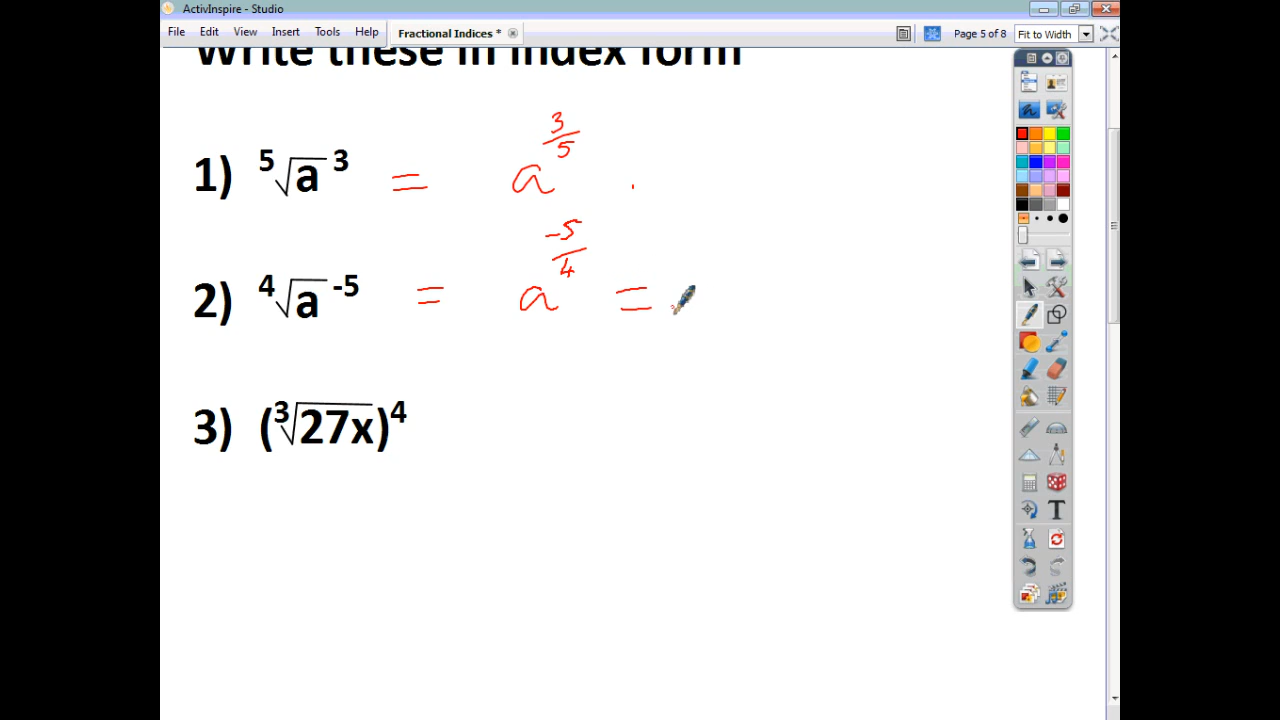 ActivInspire - Studio
File Edit View Insert Tools Help Fractional Indices * Page 5 of 8 Fit to Width
Write these in index form
1) ⁵√a ³ = a^(3/5) .
2) ⁴√a ⁻⁵ = a^(-5/4) =
3) (³√27x)⁴
T